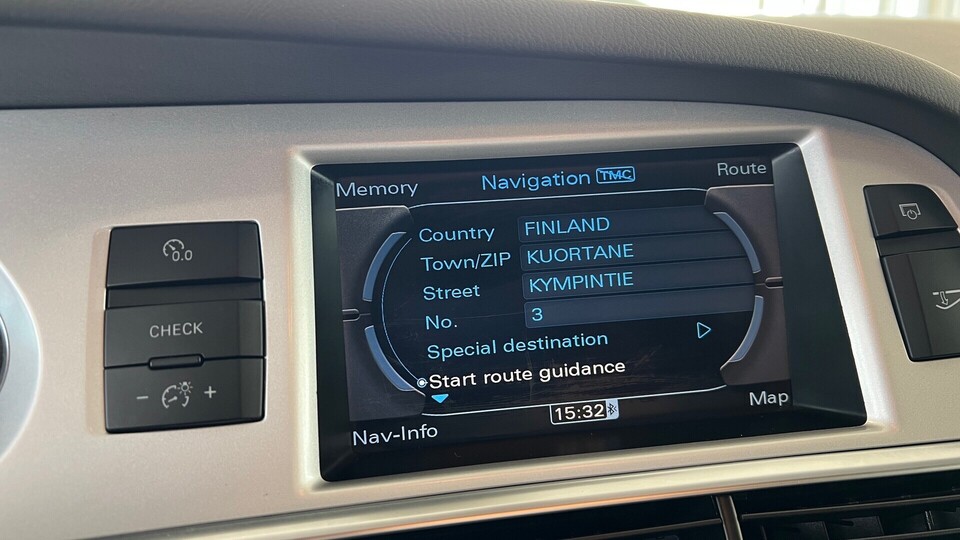 Memory
Navigation TMC
Route
Country FINLAND
Town/ZIP KUORTANE
Street KYMPINTIE
No. 3
Special destination
Start route guidance
15:32
Nav-Info
Map
0.0
CHECK
- +